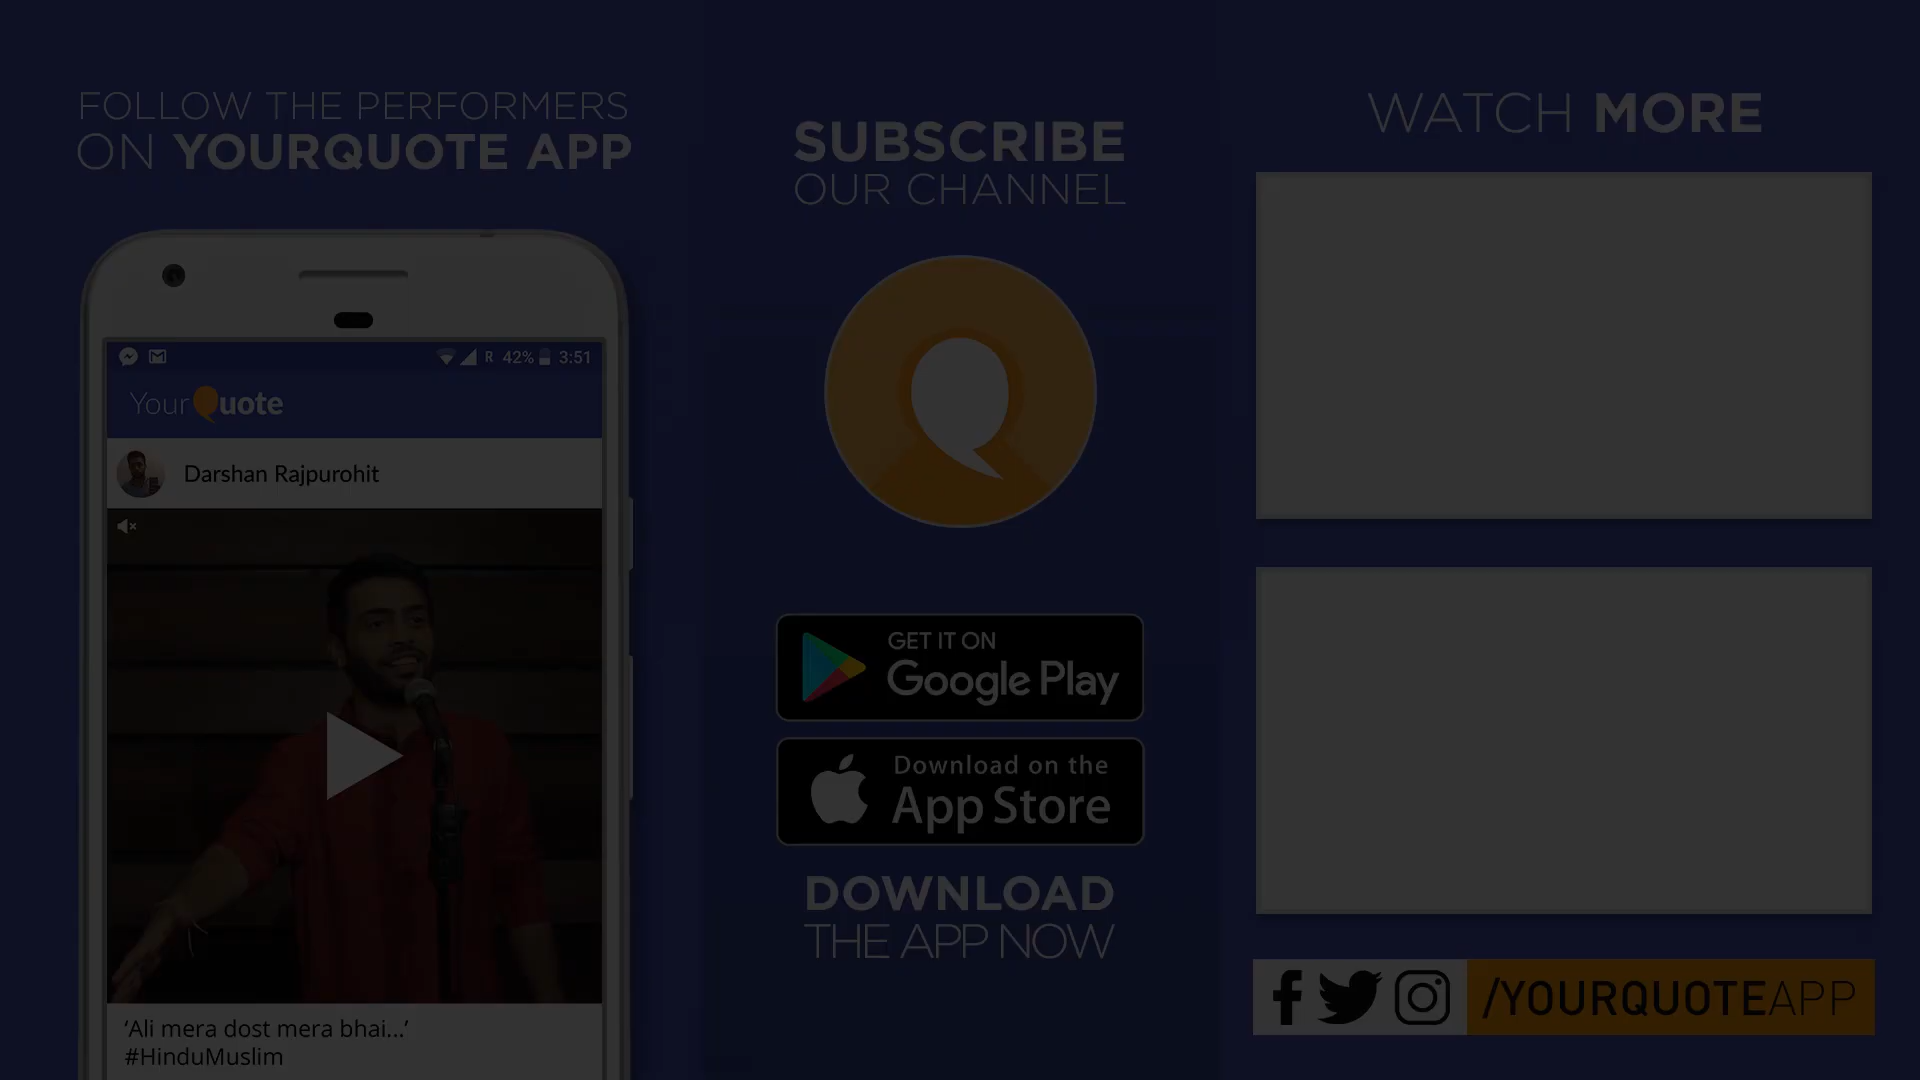 FOLLOW THE PERFORMERS
ON YOURQUOTE APP
R 42% 3:51
YourQuote
Darshan Rajpurohit
'Ali mera dost mera bhai...'
#HinduMuslim
SUBSCRIBE
OUR CHANNEL
GET IT ON
Google Play
Download on the
App Store
DOWNLOAD
THE APP NOW
WATCH MORE
/YOURQUOTEAPP